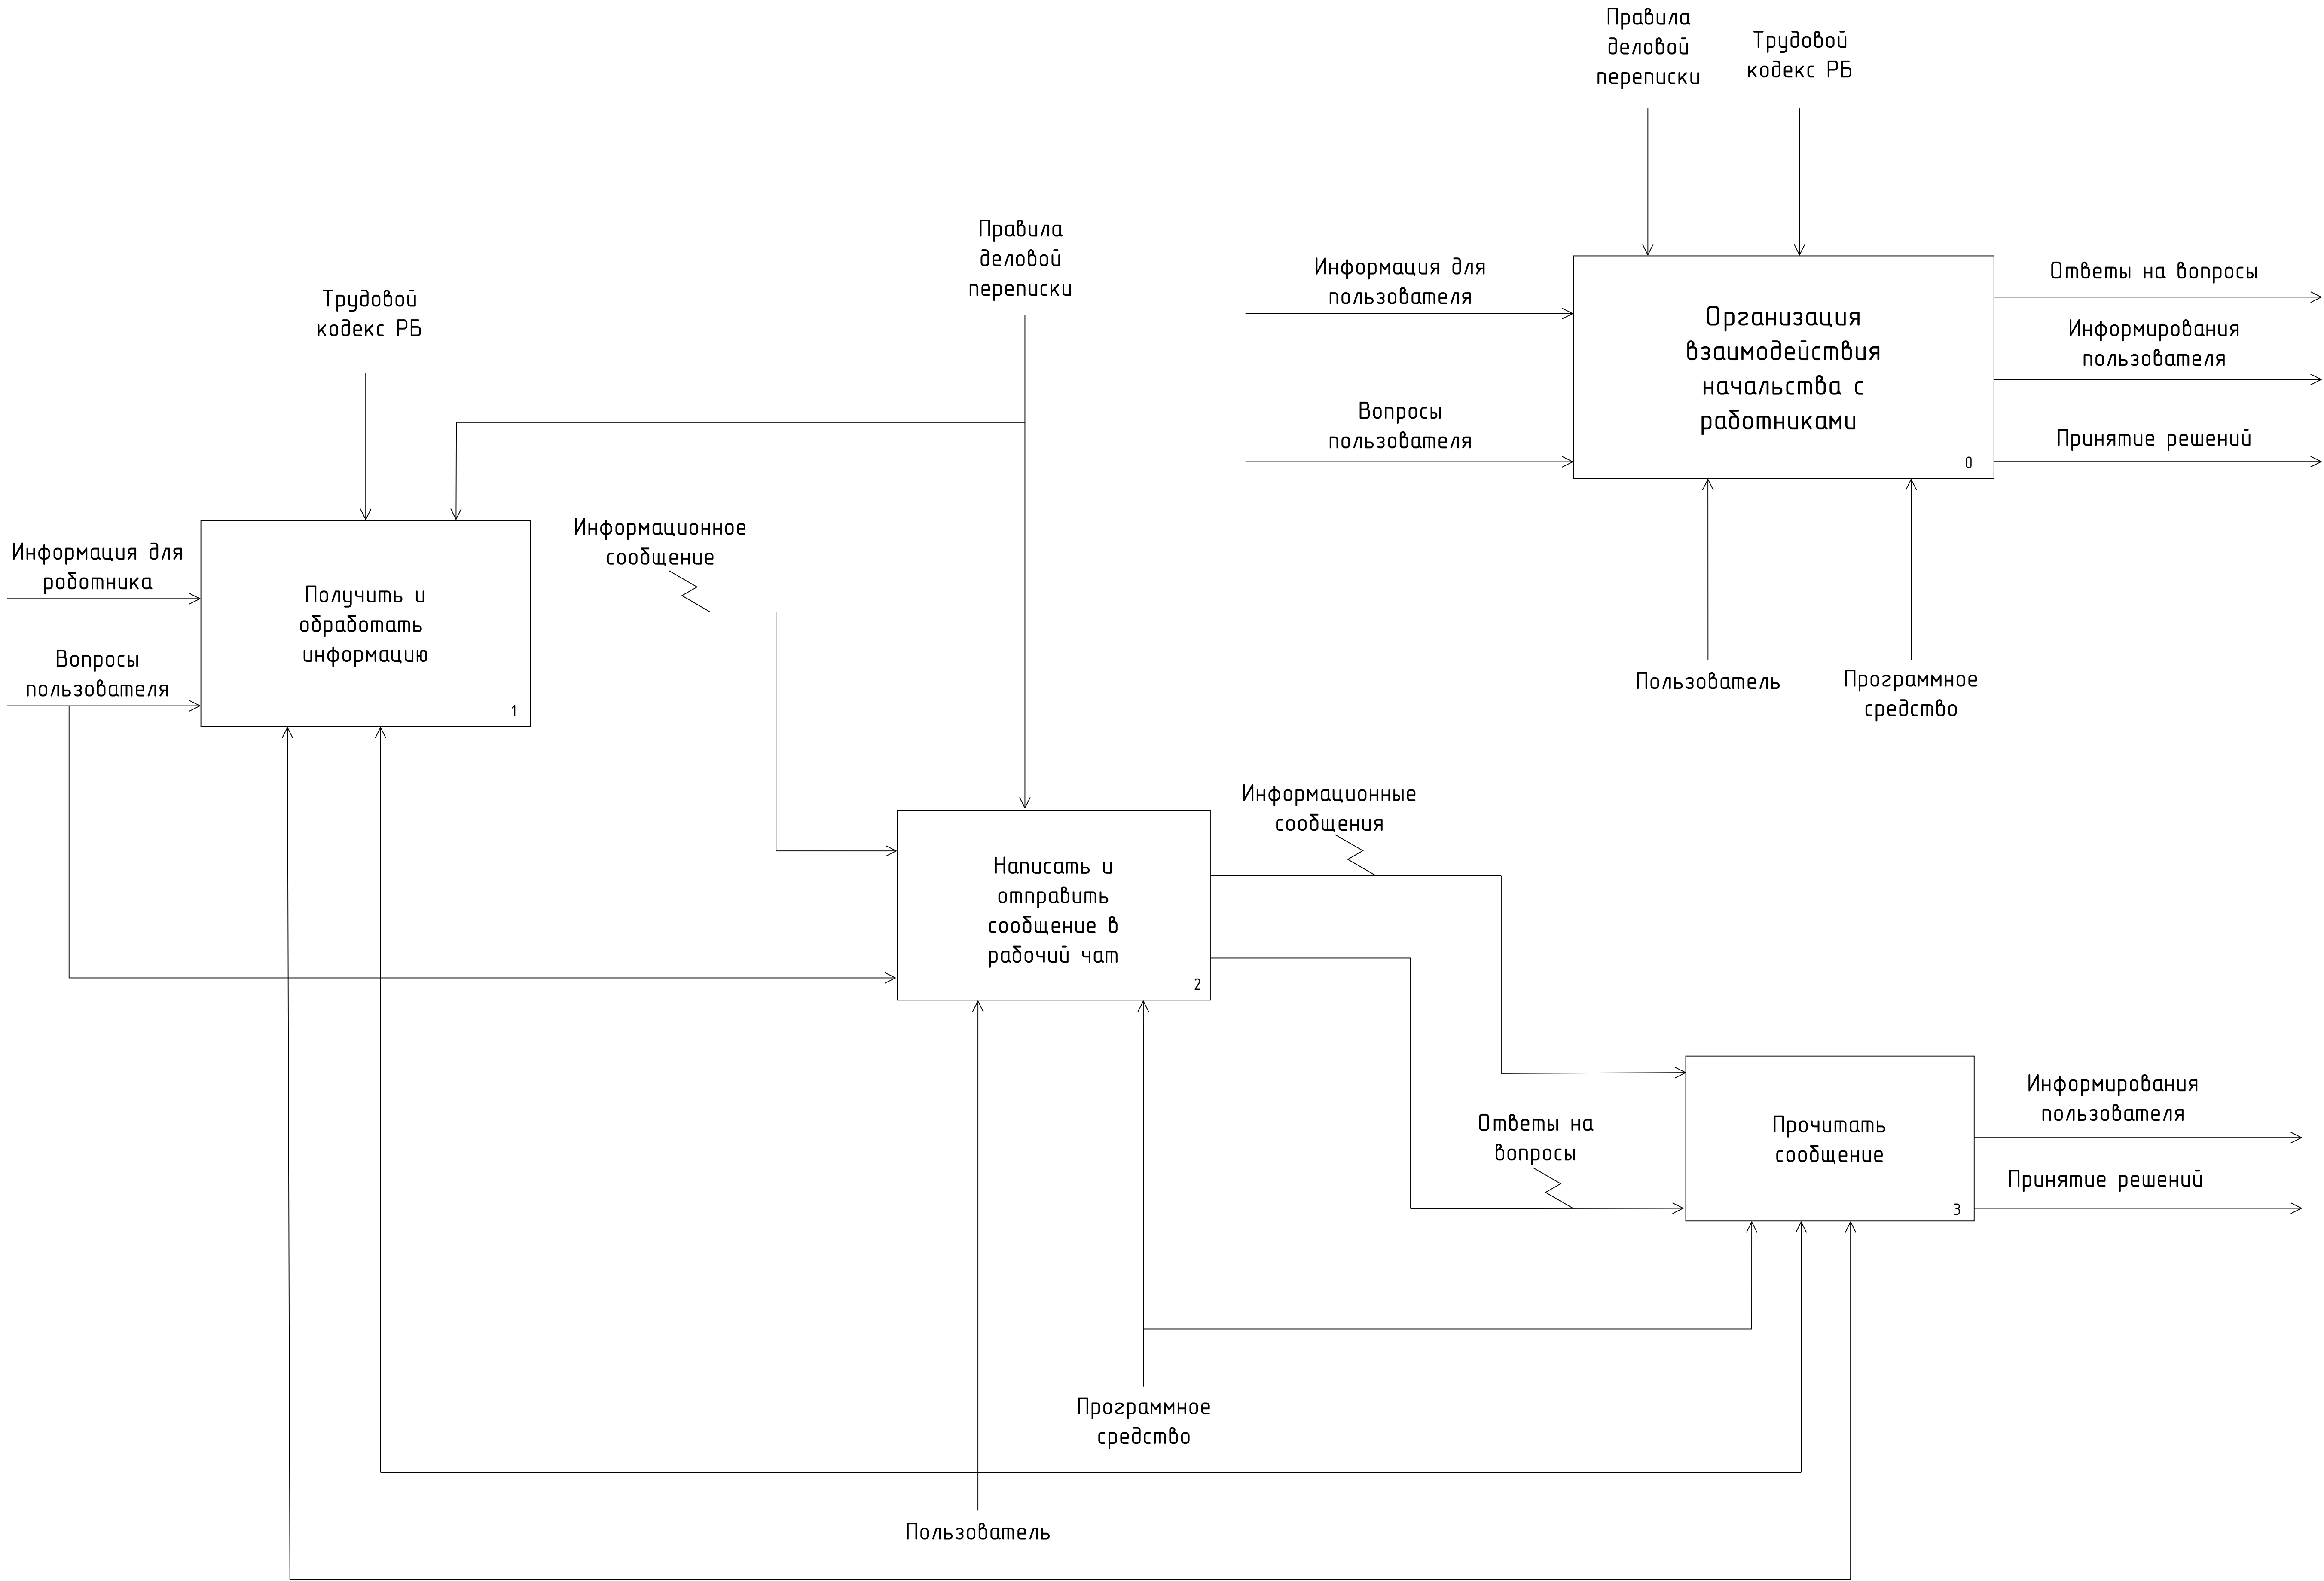 Правила
деловой
переписки
Трудовой
кодекс РБ
Информация для
пользователя
Вопросы
пользователя
Организация
взаимодействия
начальства с
работниками
0
Ответы на вопросы
Информирования
пользователя
Принятие решений
Пользователь
Программное
средство
Трудовой
кодекс РБ
Правила
деловой
переписки
Информация для
роботника
Вопросы
пользователя
Получить и
обработать
информацию
1
Информационное
сообщение
Написать и
отправить
сообщение в
рабочий чат
2
Информационные
сообщения
Ответы на
вопросы
Прочитать
сообщение
3
Информирования
пользователя
Принятие решений
Программное
средство
Пользователь